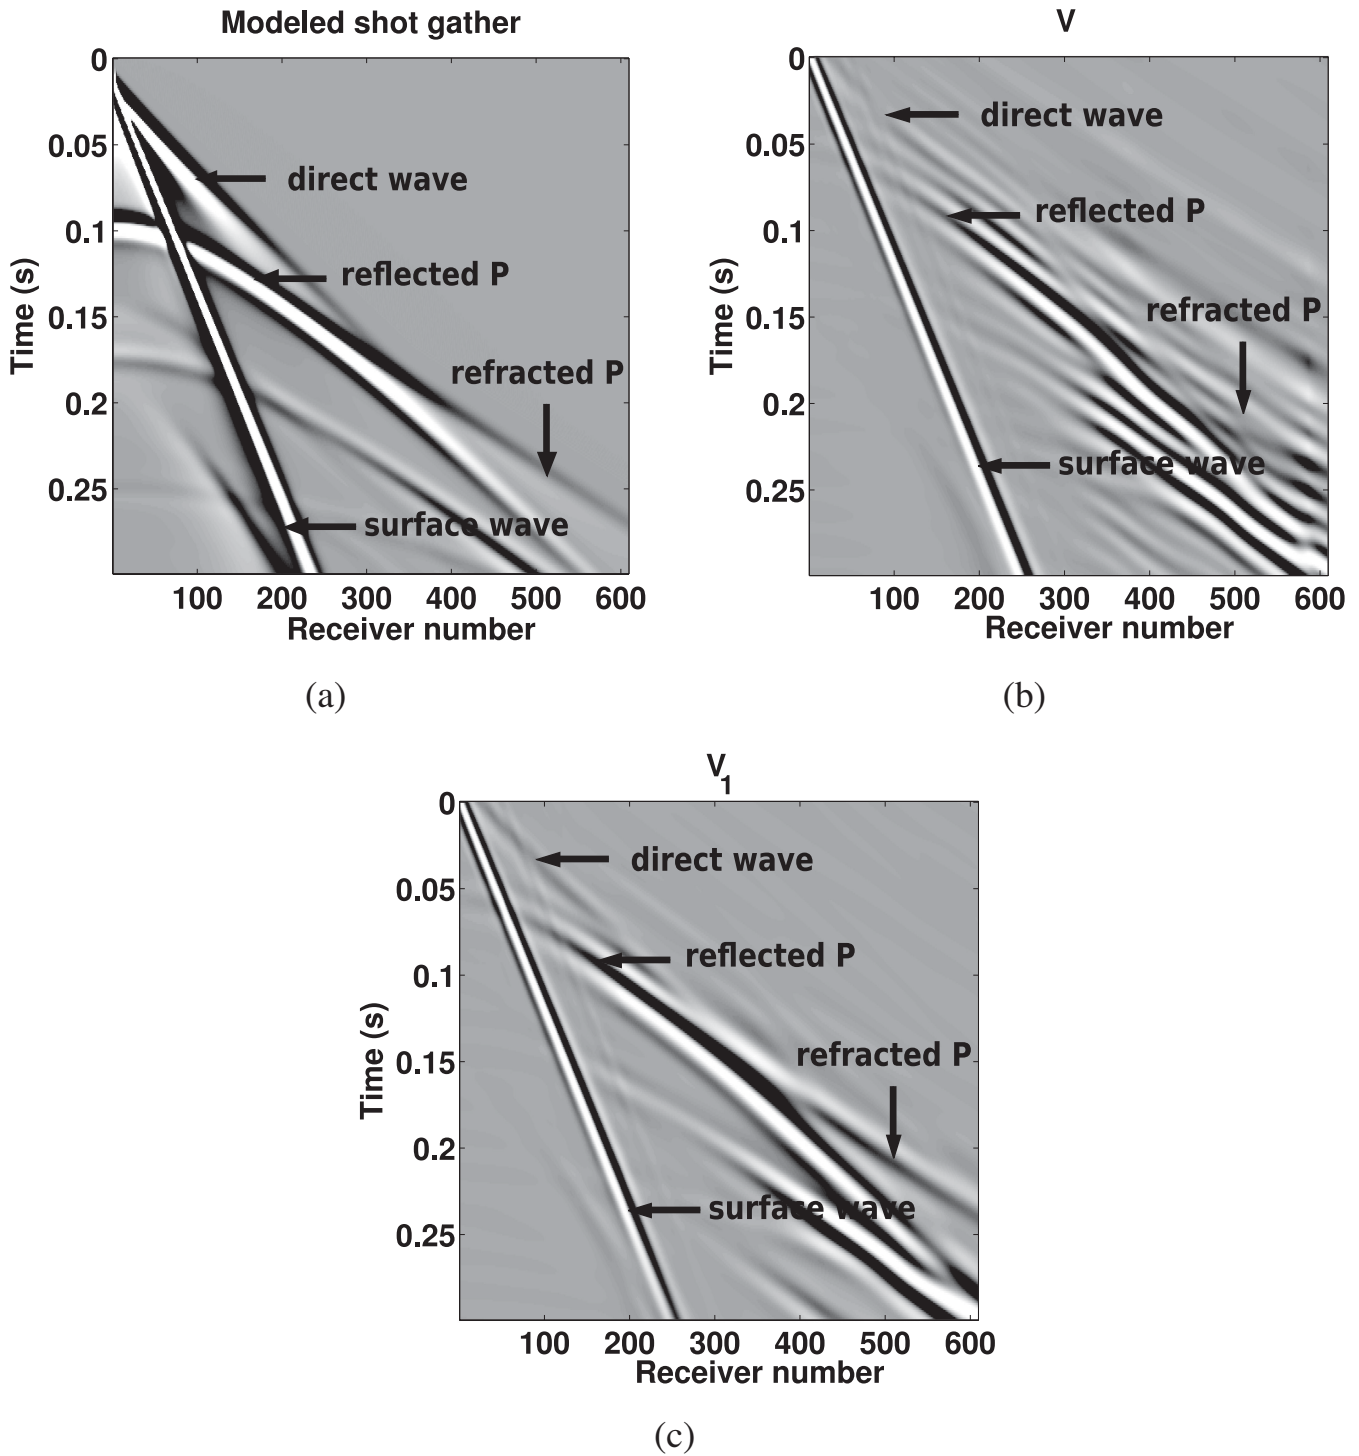 Modeled shot gather
0
0.05
0.1
0.15
0.2
0.25
Time (s)
direct wave
reflected P
refracted P
surface wave
100 200 300 400 500 600
Receiver number
(a)
V
0
0.05
0.1
0.15
0.2
0.25
Time (s)
direct wave
reflected P
refracted P
surface wave
100 200 300 400 500 600
Receiver number
(b)
V1
0
0.05
0.1
0.15
0.2
0.25
Time (s)
direct wave
reflected P
refracted P
surface wave
100 200 300 400 500 600
Receiver number
(c)